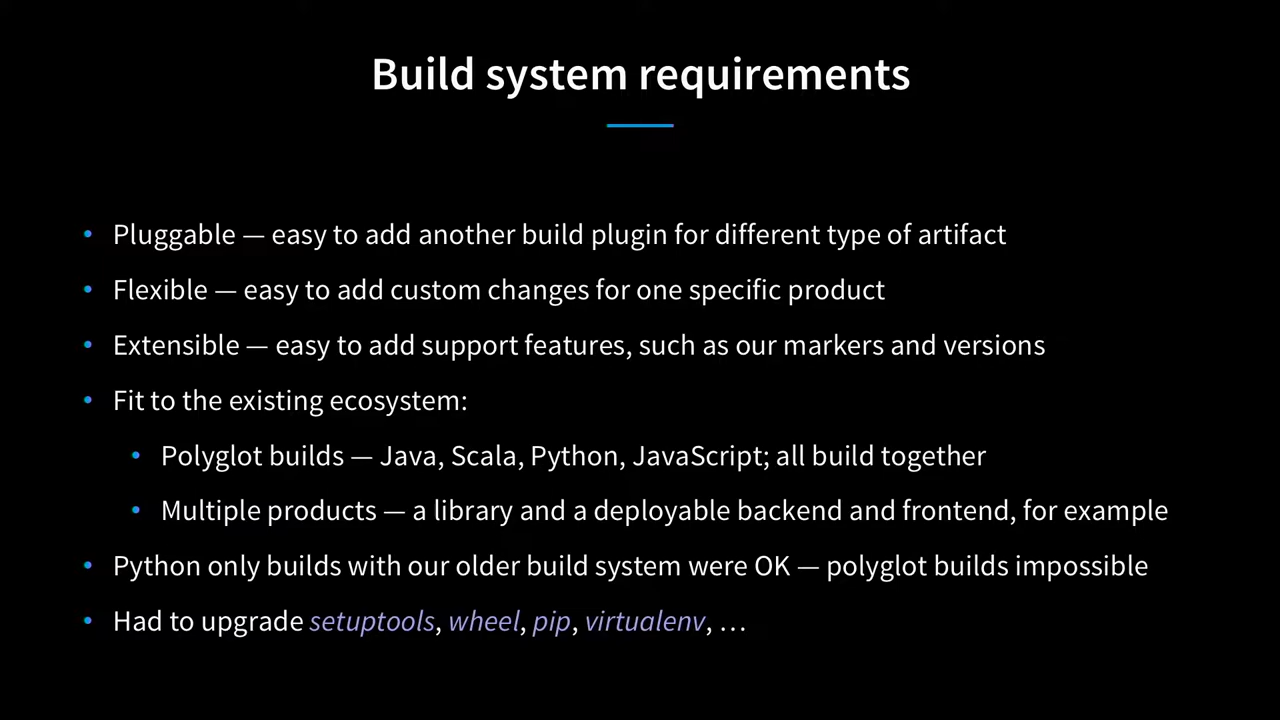 Build system requirements
• Pluggable — easy to add another build plugin for different type of artifact
• Flexible — easy to add custom changes for one specific product
• Extensible — easy to add support features, such as our markers and versions
• Fit to the existing ecosystem:
• Polyglot builds — Java, Scala, Python, JavaScript; all build together
• Multiple products — a library and a deployable backend and frontend, for example
• Python only builds with our older build system were OK — polyglot builds impossible
• Had to upgrade setuptools, wheel, pip, virtualenv, …